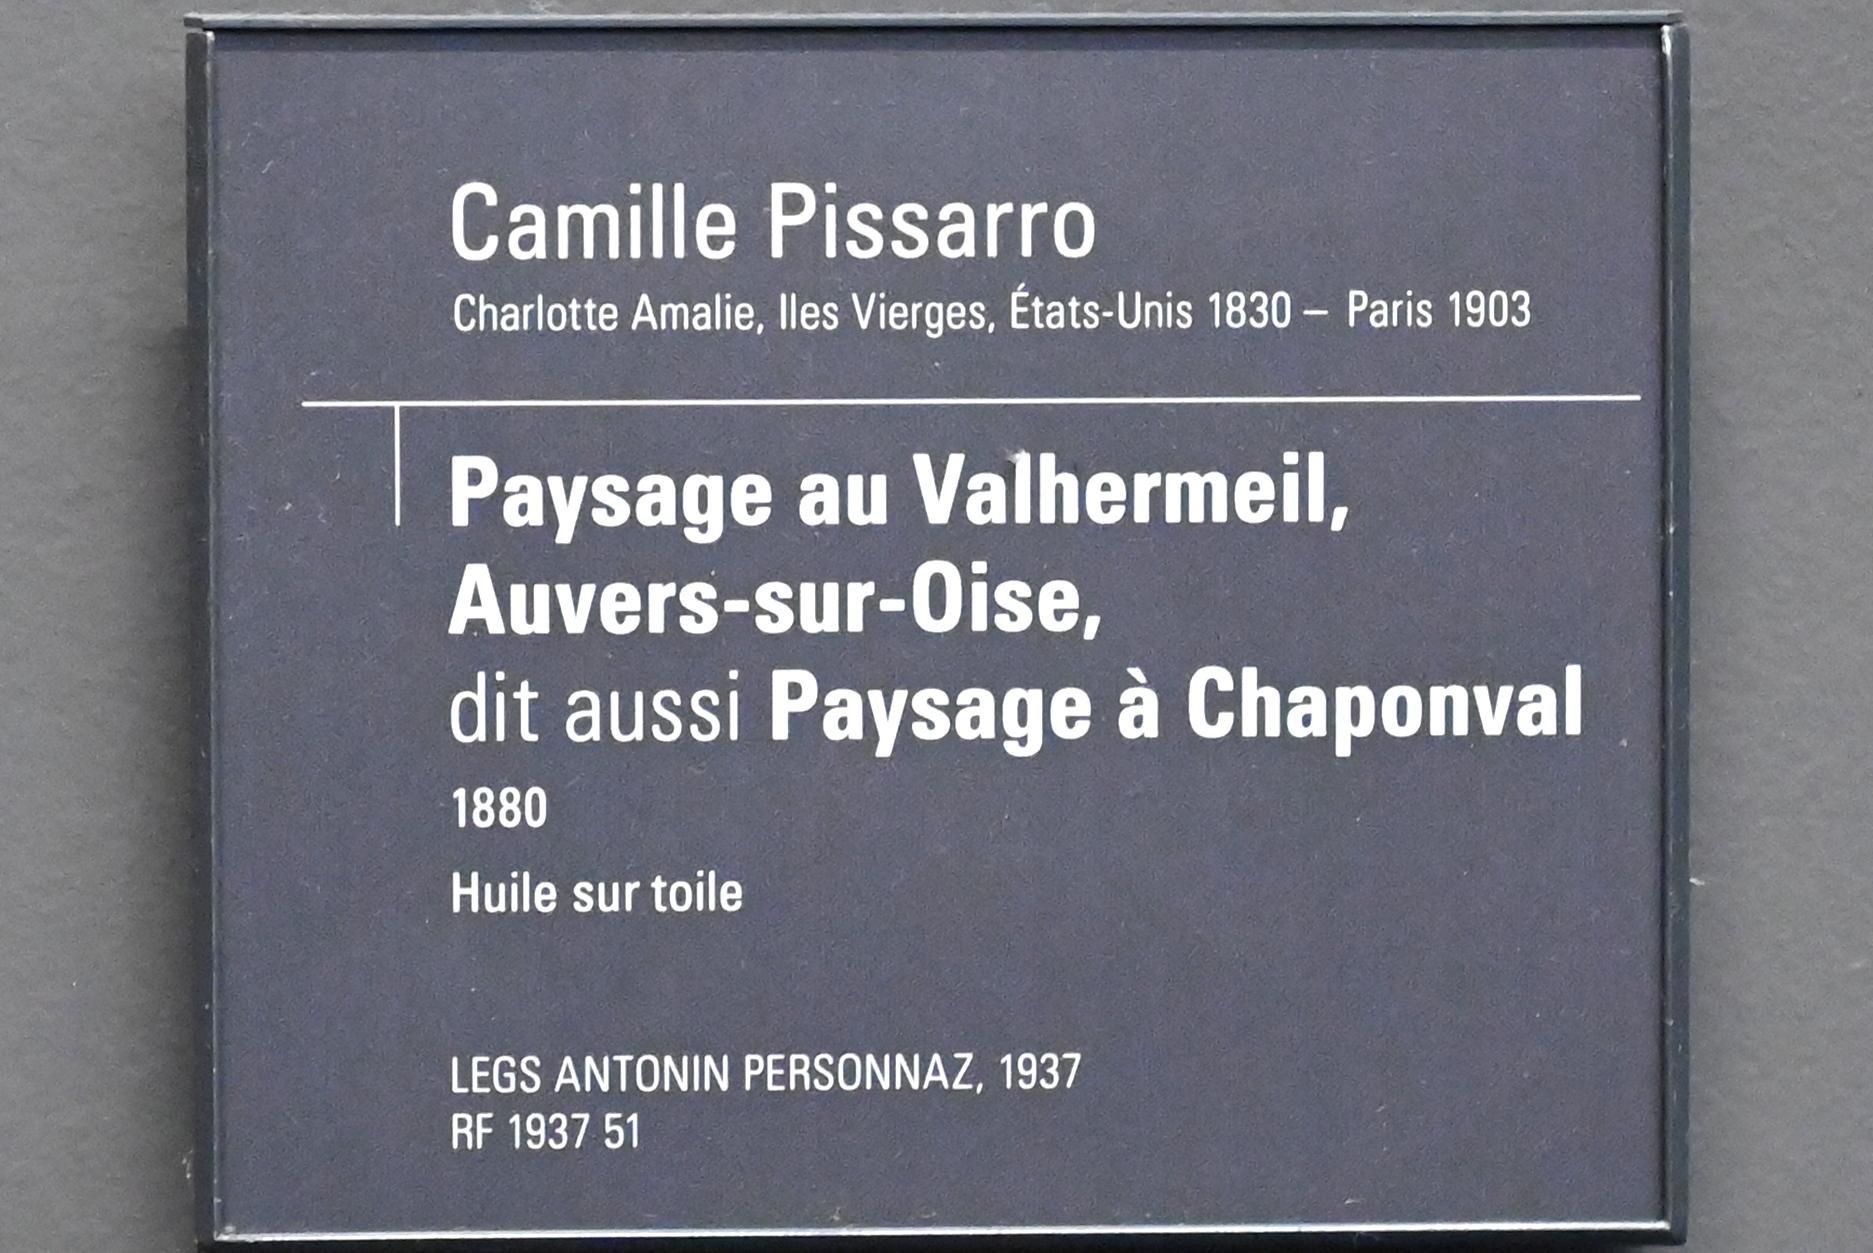 Camille Pissarro
Charlotte Amalie, Iles Vierges, États-Unis 1830 – Paris 1903
Paysage au Valhermeil,
Auvers-sur-Oise,
dit aussi Paysage à Chaponval
1880
Huile sur toile
LEGS ANTONIN PERSONNAZ, 1937
RF 1937 51